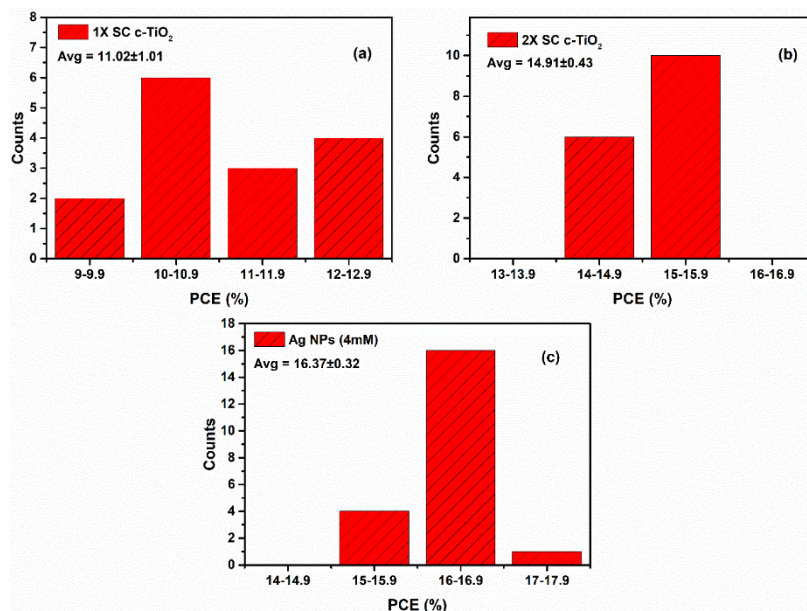 8
7
6
5
4
3
2
1
0
Counts
1X SC c-TiO₂
Avg = 11.02±1.01
(a)
9-9.9 10-10.9 11-11.9 12-12.9
PCE (%)
10
8
6
4
2
0
Counts
2X SC c-TiO₂
Avg = 14.91±0.43
(b)
13-13.9 14-14.9 15-15.9 16-16.9
PCE (%)
18
16
14
12
10
8
6
4
2
0
Counts
Ag NPs (4mM)
Avg = 16.37±0.32
(c)
14-14.9 15-15.9 16-16.9 17-17.9
PCE (%)